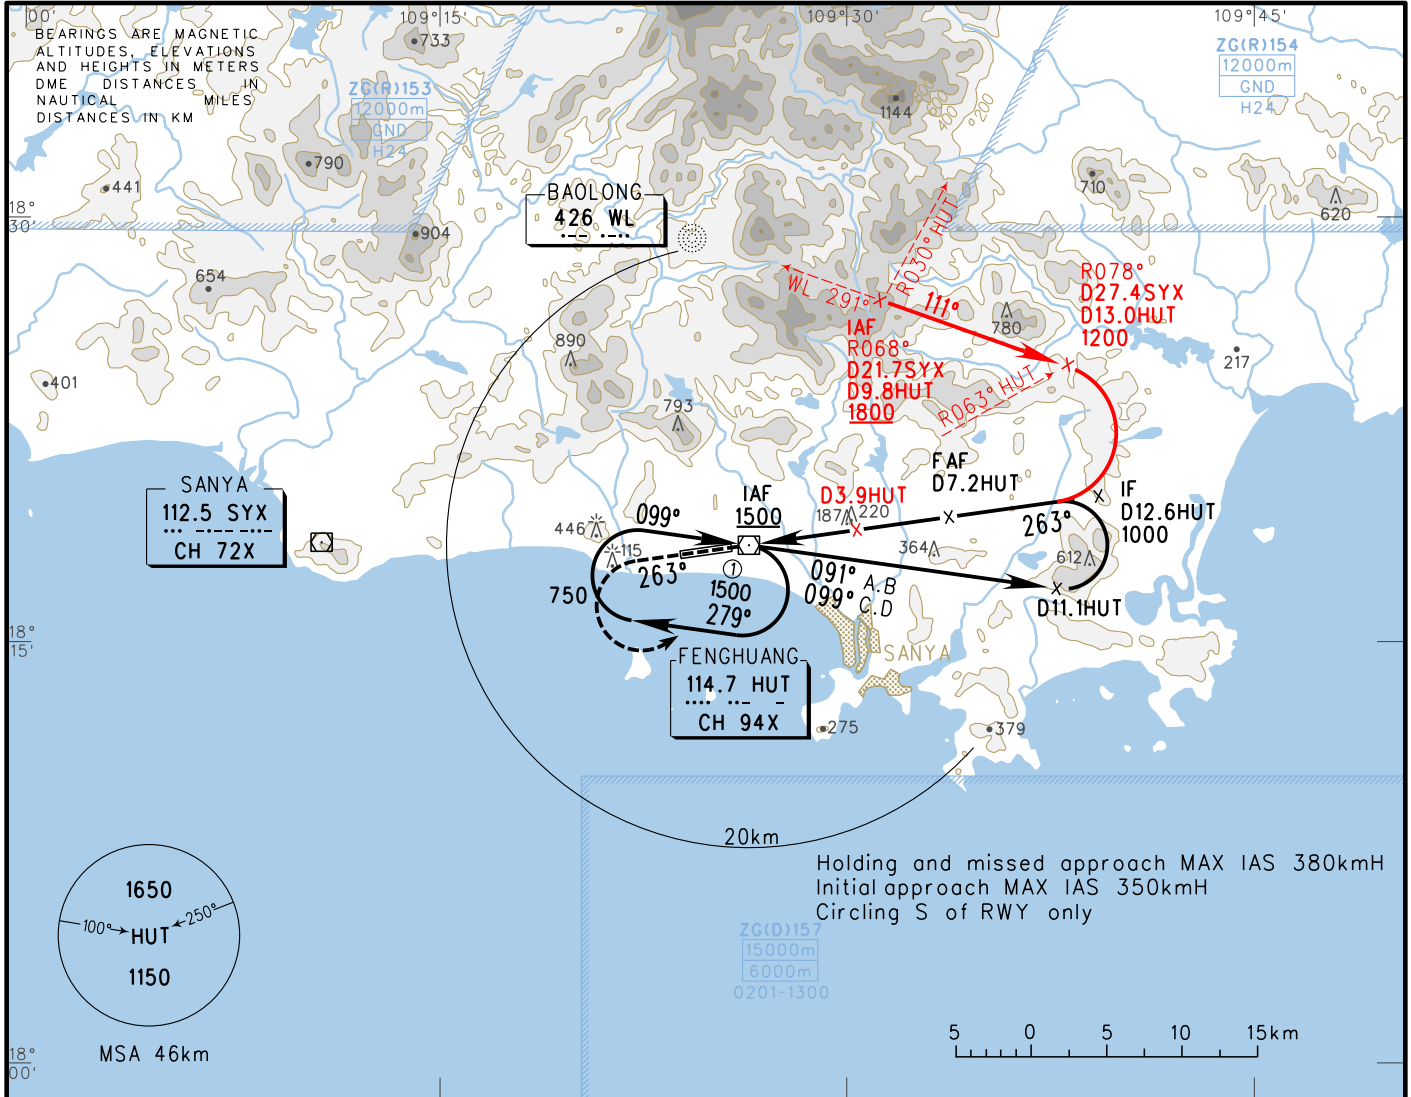 00'
109°15'
109°30'
109°45'
BEARINGS ARE MAGNETIC
ALTITUDES, ELEVATIONS
AND HEIGHTS IN METERS
DME DISTANCES IN
NAUTICAL MILES
DISTANCES IN KM
733
ZG(R)153
12000m
GND
H24
ZG(R)154
12000m
GND
H24
1144
600
400
200
790
441
710
620
18°
30'
904
654
BAOLONG
426 WL
R030° HUT
WL 291°
111°
R078°
D27.4SYX
D13.0HUT
1200
IAF
R068°
D21.7SYX
D9.8HUT
1800
780
217
890
401
R063° HUT
793
SANYA
112.5 SYX
CH 72X
FAF
D7.2HUT
IAF
1500
D3.9HUT
187
220
IF
D12.6HUT
1000
099°
446
115
263°
263°
364
612
1
1500
279°
750
091° A.B
099° C.D
D11.1HUT
18°
15'
SANYA
FENGHUANG
114.7 HUT
CH 94X
275
379
20km
Holding and missed approach MAX IAS 380kmH
Initial approach MAX IAS 350kmH
Circling S of RWY only
1650
100°
250°
HUT
1150
MSA 46km
ZG(D)157
15000m
6000m
0201-1300
5 0 5 10 15km
18°
00'